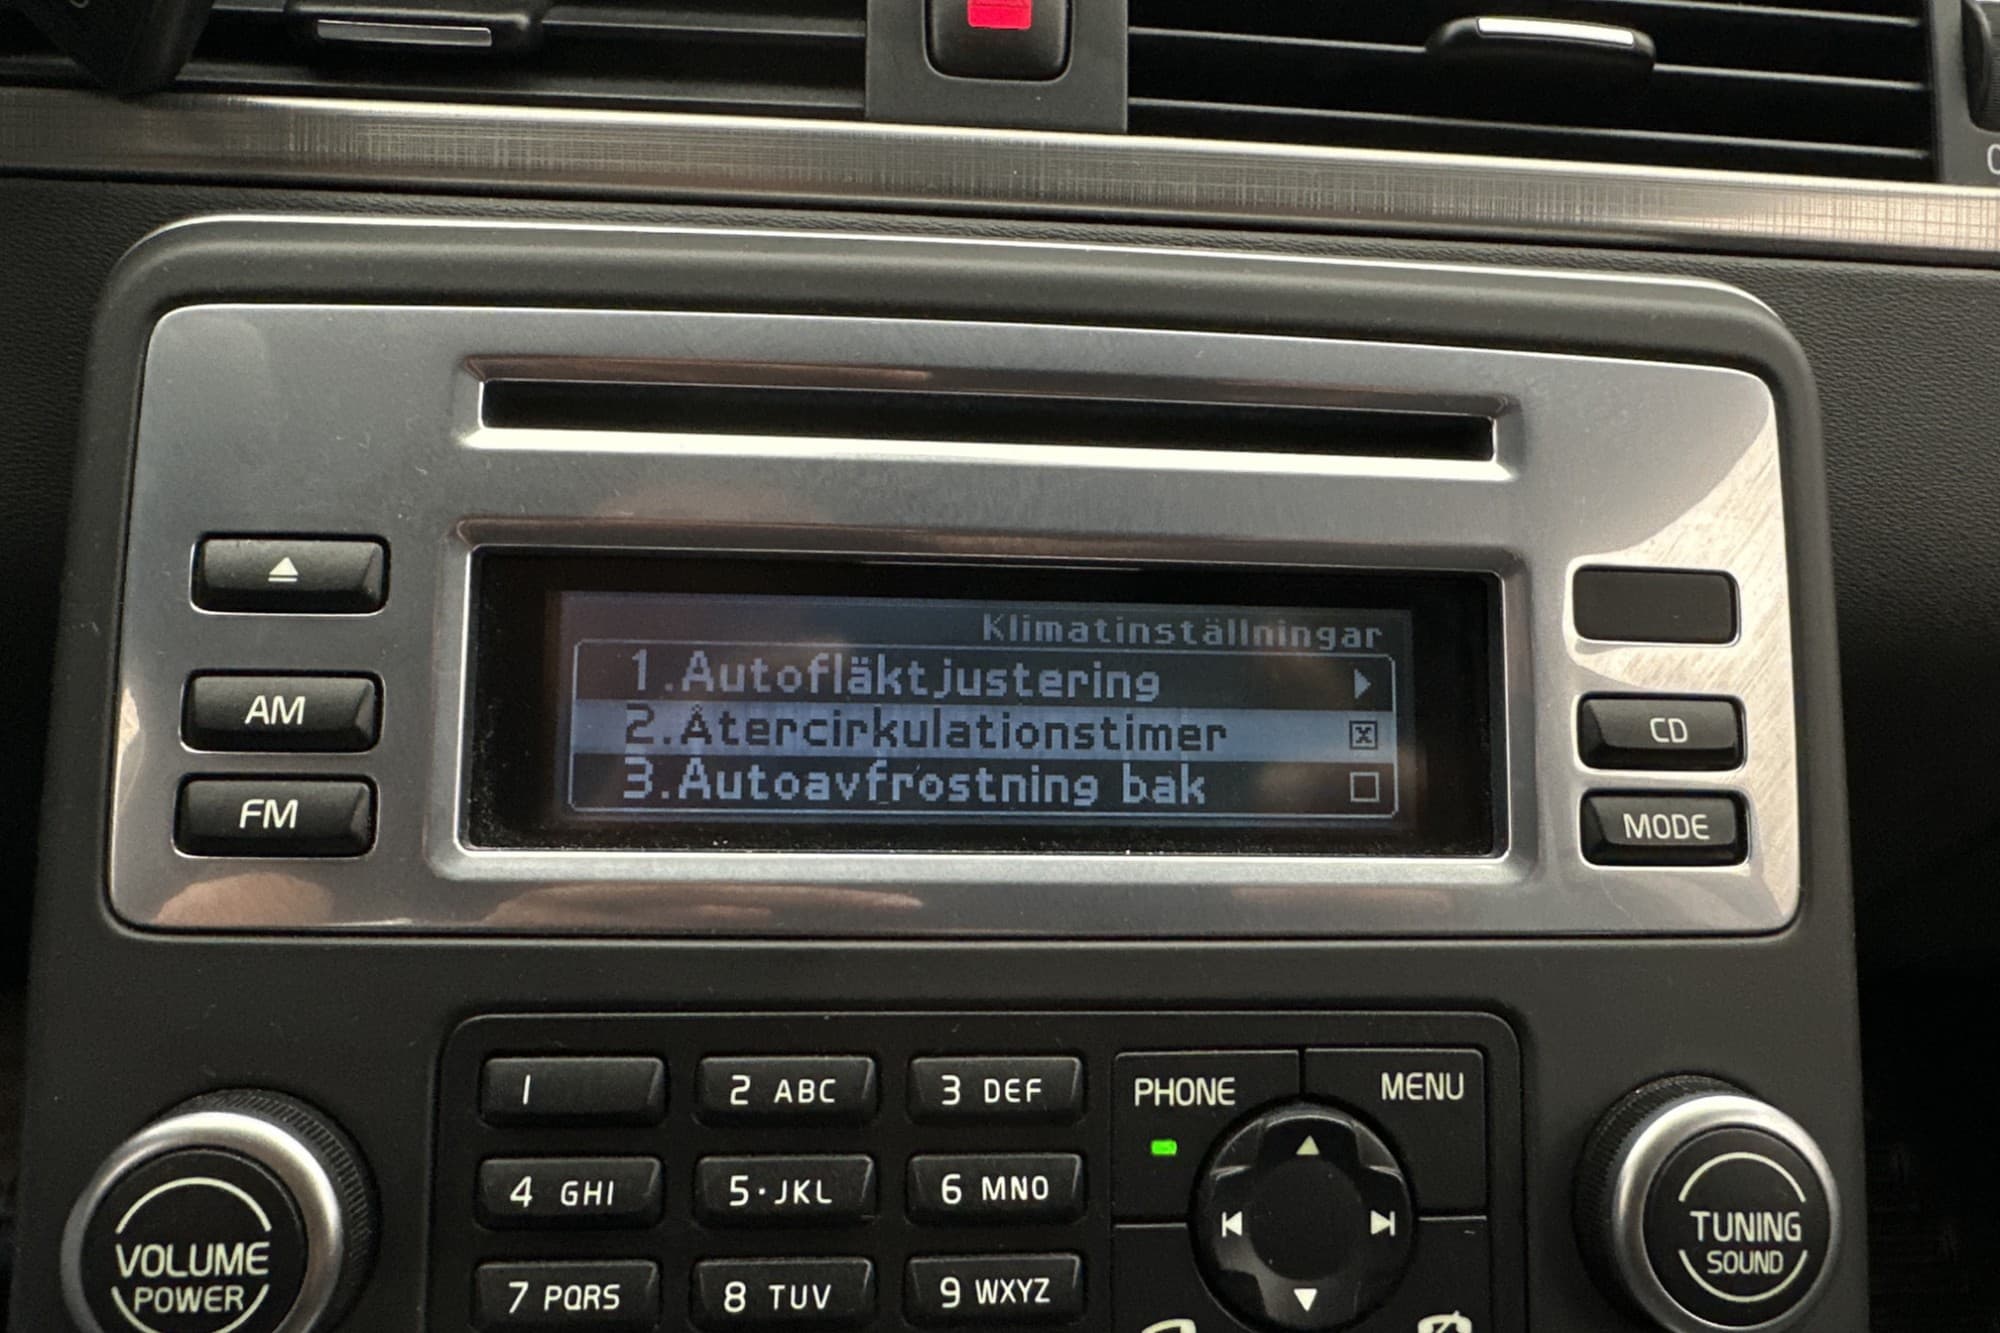 Klimatinställningar
1.Autofläktjustering
2.Återcirkulationstimer
3.Autoavfrostning bak
AM
FM
CD
MODE
1
2 ABC
3 DEF
PHONE
MENU
4 GHI
5 JKL
6 MNO
7 PQRS
8 TUV
9 WXYZ
VOLUME
POWER
TUNING
SOUND